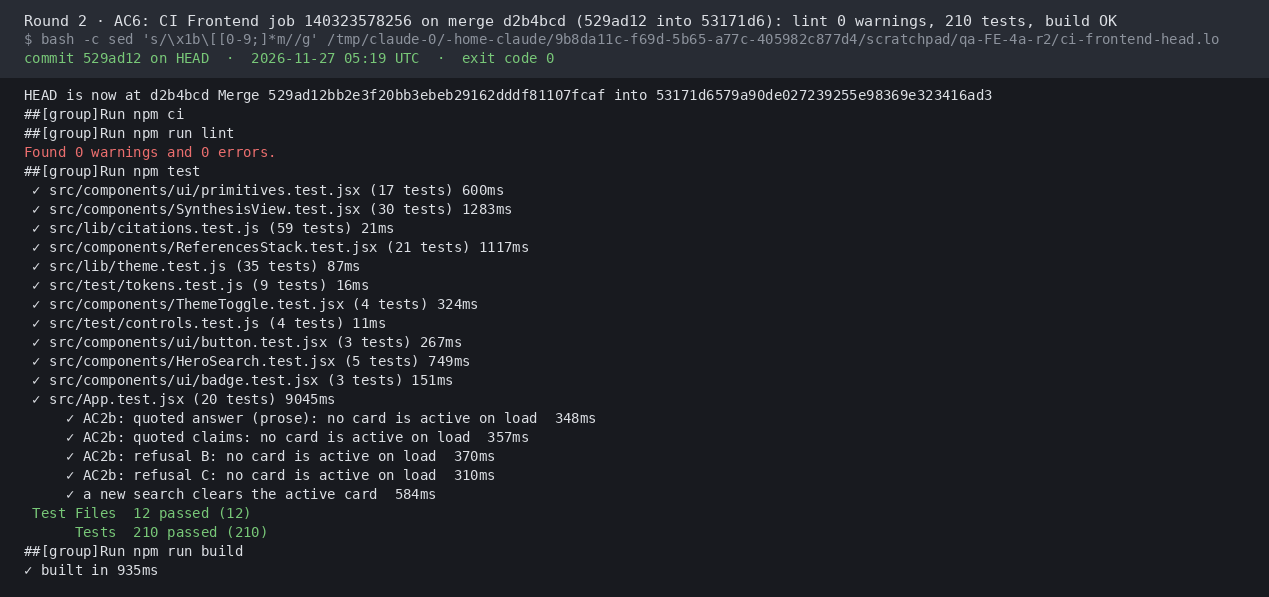 Round 2 · AC6: CI Frontend job 140323578256 on merge d2b4bcd (529ad12 into 53171d6): lint 0 warnings, 210 tests, build OK
$ bash -c sed 's/\x1b\[[0-9;]*m//g' /tmp/claude-0/-home-claude/9b8da11c-f69d-5b65-a77c-405982c877d4/scratchpad/qa-FE-4a-r2/ci-frontend-head.lo
commit 529ad12 on HEAD · 2026-11-27 05:19 UTC · exit code 0
HEAD is now at d2b4bcd Merge 529ad12bb2e3f20bb3ebeb29162dddf81107fcaf into 53171d6579a90de027239255e98369e323416ad3
##[group]Run npm ci
##[group]Run npm run lint
Found 0 warnings and 0 errors.
##[group]Run npm test
✓ src/components/ui/primitives.test.jsx (17 tests) 600ms
✓ src/components/SynthesisView.test.jsx (30 tests) 1283ms
✓ src/lib/citations.test.js (59 tests) 21ms
✓ src/components/ReferencesStack.test.jsx (21 tests) 1117ms
✓ src/lib/theme.test.js (35 tests) 87ms
✓ src/test/tokens.test.js (9 tests) 16ms
✓ src/components/ThemeToggle.test.jsx (4 tests) 324ms
✓ src/test/controls.test.js (4 tests) 11ms
✓ src/components/ui/button.test.jsx (3 tests) 267ms
✓ src/components/HeroSearch.test.jsx (5 tests) 749ms
✓ src/components/ui/badge.test.jsx (3 tests) 151ms
✓ src/App.test.jsx (20 tests) 9045ms
✓ AC2b: quoted answer (prose): no card is active on load 348ms
✓ AC2b: quoted claims: no card is active on load 357ms
✓ AC2b: refusal B: no card is active on load 370ms
✓ AC2b: refusal C: no card is active on load 310ms
✓ a new search clears the active card 584ms
Test Files 12 passed (12)
Tests 210 passed (210)
##[group]Run npm run build
✓ built in 935ms